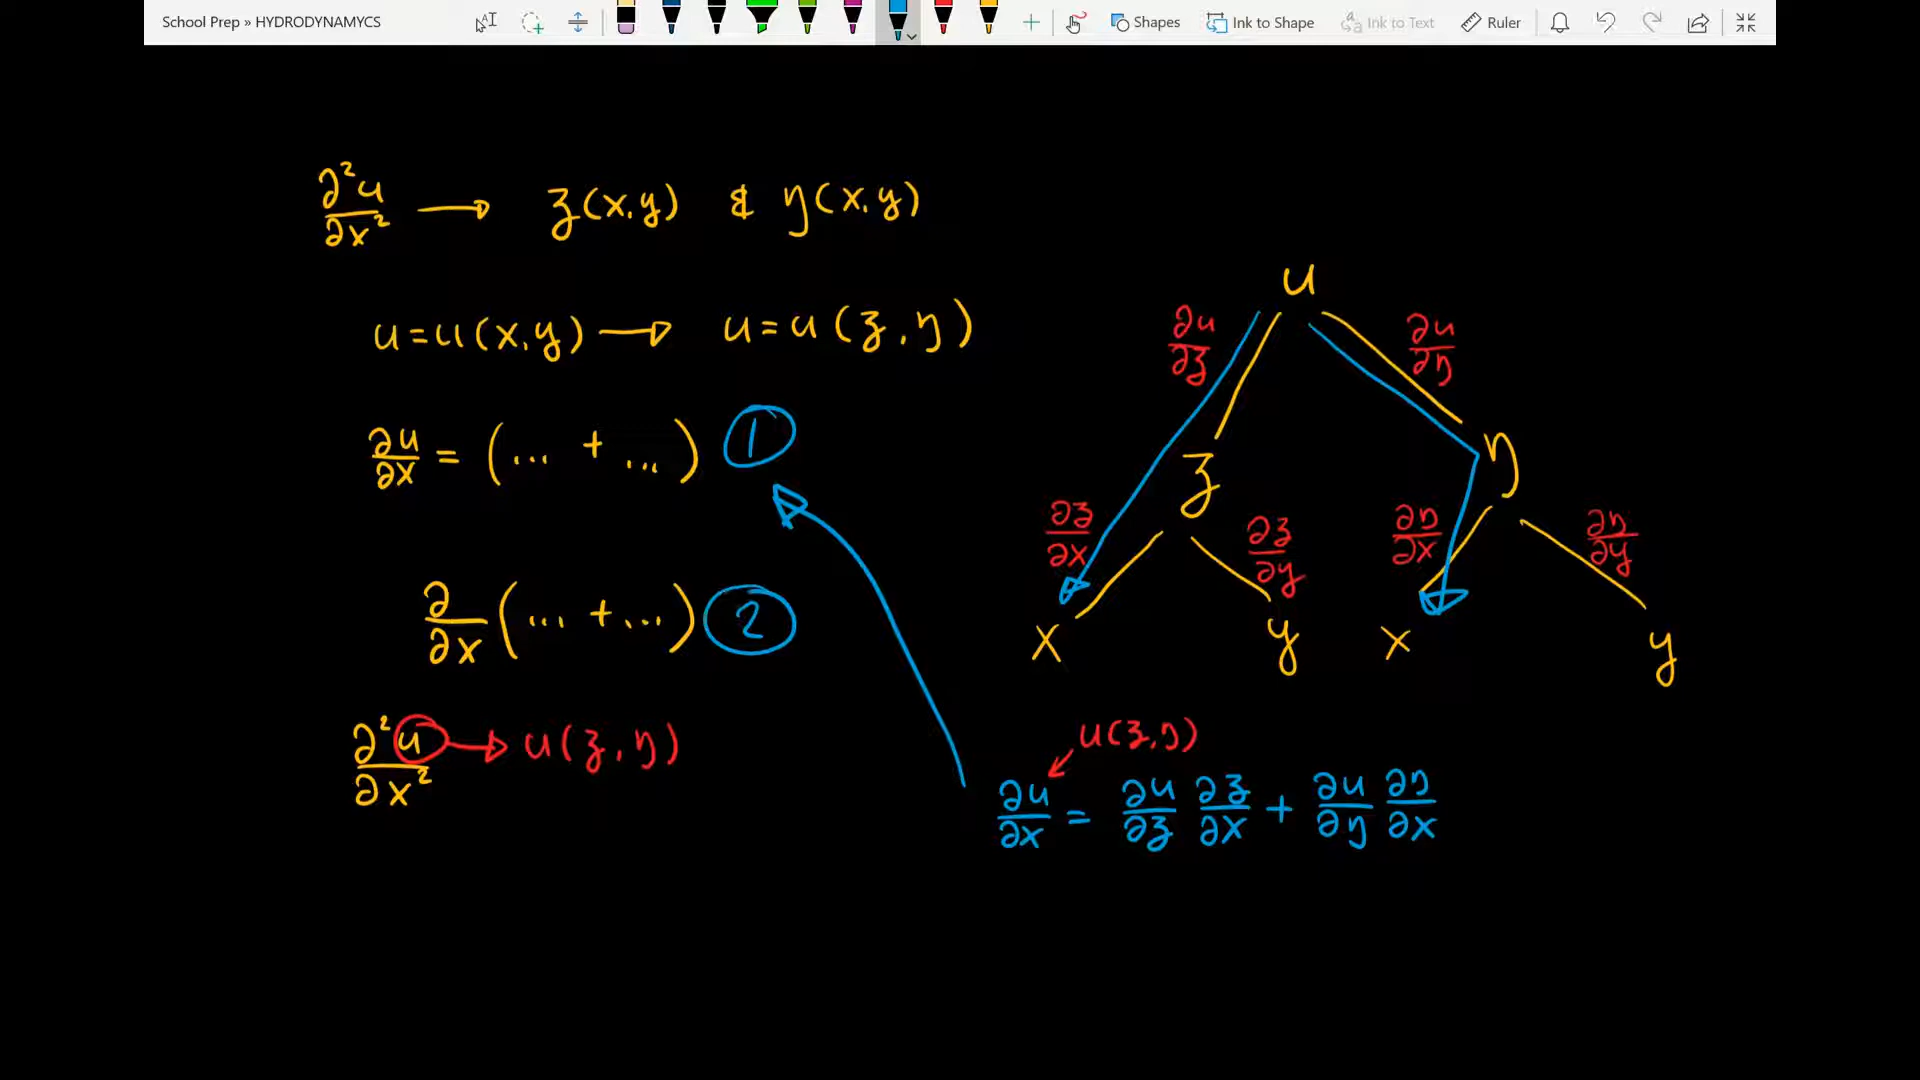 School Prep » HYDRODYNAMYCS
Shapes
Ink to Shape
Ink to Text
Ruler
∂²u/∂x² → ξ(x,y) & η(x,y)
u = u(x,y) → u = u(ξ,η)
∂u/∂x = (... + ...) 1
∂/∂x (... + ...) 2
∂²u/∂x² → u(ξ,η)
u
∂u/∂ξ ∂u/∂η
ξ η
∂ξ/∂x ∂ξ/∂y ∂η/∂x ∂η/∂y
x y x y
u(ξ,η)
∂u/∂x = ∂u/∂ξ ∂ξ/∂x + ∂u/∂η ∂η/∂x